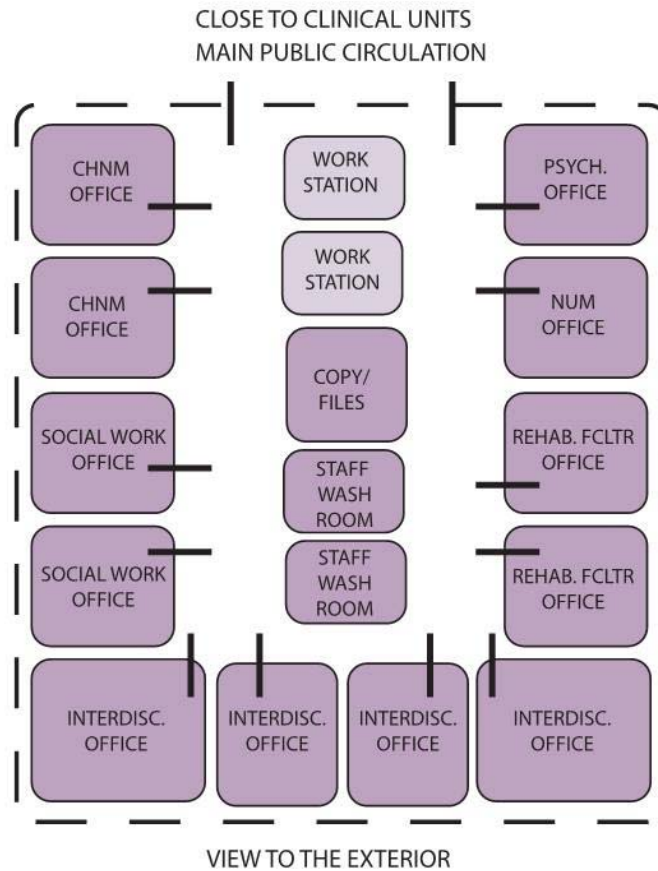 CLOSE TO CLINICAL UNITS
MAIN PUBLIC CIRCULATION
CHNM
OFFICE
WORK
STATION
PSYCH.
OFFICE
CHNM
OFFICE
WORK
STATION
NUM
OFFICE
COPY/
FILES
SOCIAL WORK
OFFICE
REHAB. FCLTR
OFFICE
STAFF
WASH
ROOM
SOCIAL WORK
OFFICE
STAFF
WASH
ROOM
REHAB. FCLTR
OFFICE
INTERDISC.
OFFICE
INTERDISC.
OFFICE
INTERDISC.
OFFICE
INTERDISC.
OFFICE
VIEW TO THE EXTERIOR